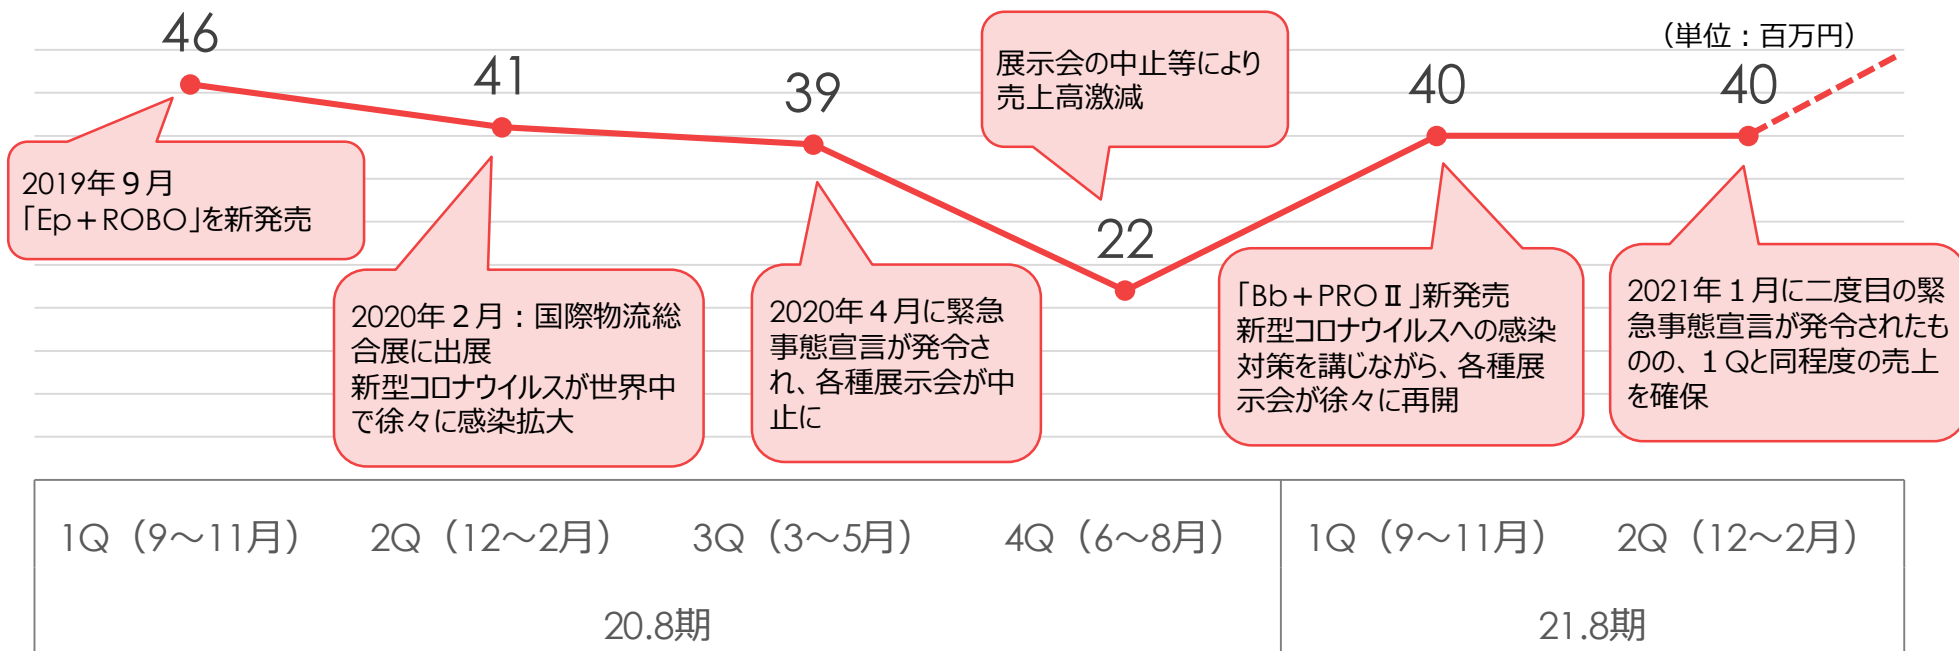 （単位：百万円）
46
41
39
22
40
40
2019年９月
「Ep＋ROBO」を新発売
2020年２月：国際物流総
合展に出展
新型コロナウイルスが世界中
で徐々に感染拡大
2020年４月に緊急
事態宣言が発令さ
れ、各種展示会が中
止に
展示会の中止等により
売上高激減
「Bb＋PROⅡ」新発売
新型コロナウイルスへの感染
対策を講じながら、各種展
示会が徐々に再開
2021年１月に二度目の緊
急事態宣言が発令されたも
のの、１Qと同程度の売上
を確保
1Q（9～11月）
2Q（12～2月）
3Q（3～5月）
4Q（6～8月）
1Q（9～11月）
2Q（12～2月）
20.8期
21.8期